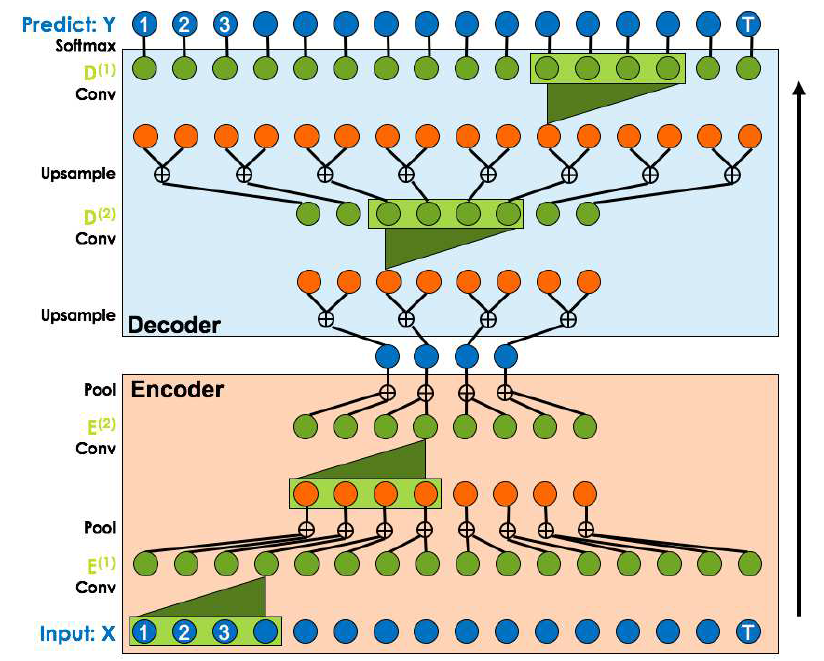 Predict: Y 1 2 3 T
Softmax
D(1)
Conv
Upsample
D(2)
Conv
Upsample
Decoder
Pool
Encoder
E(2)
Conv
Pool
E(1)
Conv
Input: X 1 2 3 T